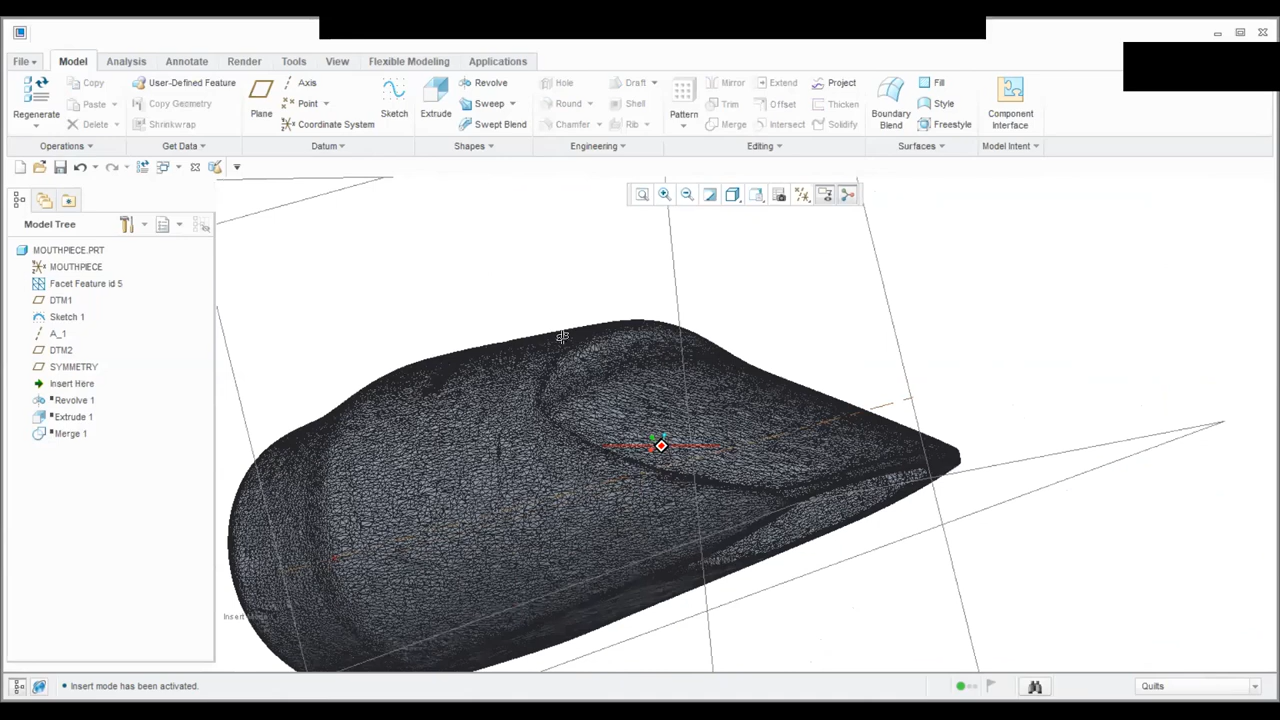 File Model Analysis Annotate Render Tools View Flexible Modeling Applications
Regenerate
Copy
Paste
Delete
Operations
User-Defined Feature
Copy Geometry
Shrinkwrap
Get Data
Plane
Axis
Point
Coordinate System
Sketch
Datum
Extrude
Revolve
Sweep
Swept Blend
Shapes
Hole
Round
Chamfer
Draft
Shell
Rib
Engineering
Pattern
Mirror
Trim
Merge
Extend
Offset
Intersect
Project
Thicken
Solidify
Editing
Boundary
Blend
Fill
Style
Freestyle
Surfaces
Component
Interface
Model Intent
Model Tree
MOUTHPIECE.PRT
MOUTHPIECE
Facet Feature id 5
DTM1
Sketch 1
A_1
DTM2
SYMMETRY
Insert Here
Revolve 1
Extrude 1
Merge 1
Insert Mode
• Insert mode has been activated.
Quilts